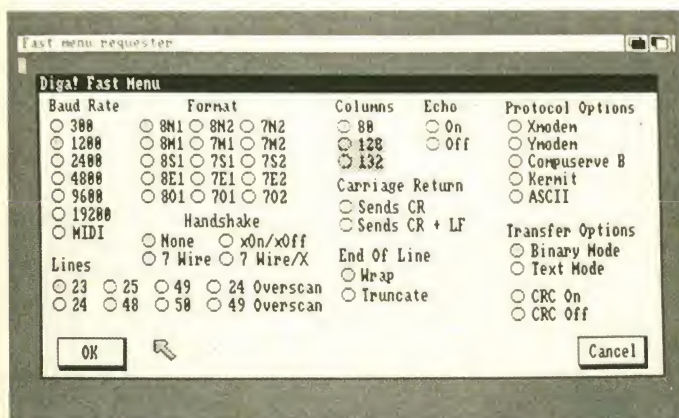 Fast menu requester
Diga! Fast Menu
Baud Rate
300
1200
2400
4800
9600
19200
MIDI
Format
8N1 8N2 7N2
8M1 7M1 7M2
8S1 7S1 7S2
8E1 7E1 7E2
8O1 7O1 7O2
Handshake
None xOn/xOff
7 Wire 7 Wire/X
Lines
23 25 49 24 Overscan
24 48 50 49 Overscan
Columns
80
128
132
Echo
On
Off
Carriage Return
Sends CR
Sends CR + LF
End Of Line
Wrap
Truncate
Protocol Options
Xmodem
Ymodem
Compuserve B
Kermit
ASCII
Transfer Options
Binary Mode
Text Mode
CRC On
CRC Off
OK
Cancel